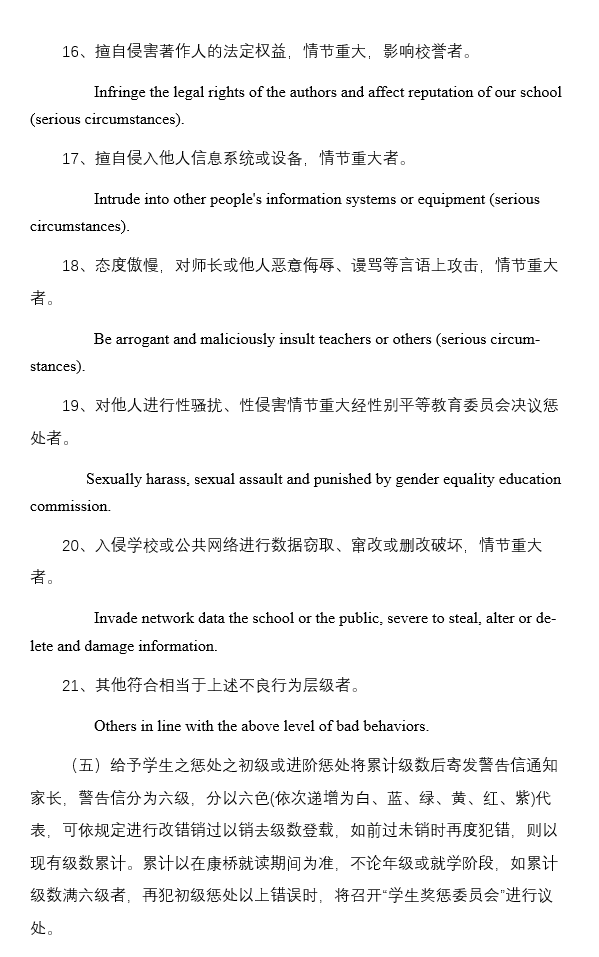 16、擅自侵害著作人的法定权益，情节重大，影响校誉者。
Infringe the legal rights of the authors and affect reputation of our school
(serious circumstances).
17、擅自侵入他人信息系统或设备，情节重大者。
Intrude into other people's information systems or equipment (serious
circumstances).
18、态度傲慢，对师长或他人恶意侮辱、谩骂等言语上攻击，情节重大
者。
Be arrogant and maliciously insult teachers or others (serious circum-
stances).
19、对他人进行性骚扰、性侵害情节重大经性别平等教育委员会决议惩
处者。
Sexually harass, sexual assault and punished by gender equality education
commission.
20、入侵学校或公共网络进行数据窃取、窜改或删改破坏，情节重大
者。
Invade network data the school or the public, severe to steal, alter or de-
lete and damage information.
21、其他符合相当于上述不良行为层级者。
Others in line with the above level of bad behaviors.
（五）给予学生之惩处之初级或进阶惩处将累计级数后寄发警告信通知
家长，警告信分为六级，分以六色(依次递增为白、蓝、绿、黄、红、紫)代
表，可依规定进行改错销过以销去级数登载，如前过未销时再度犯错，则以
现有级数累计。累计以在康桥就读期间为准，不论年级或就学阶段，如累计
级数满六级者，再犯初级惩处以上错误时，将召开“学生奖惩委员会”进行议
处。